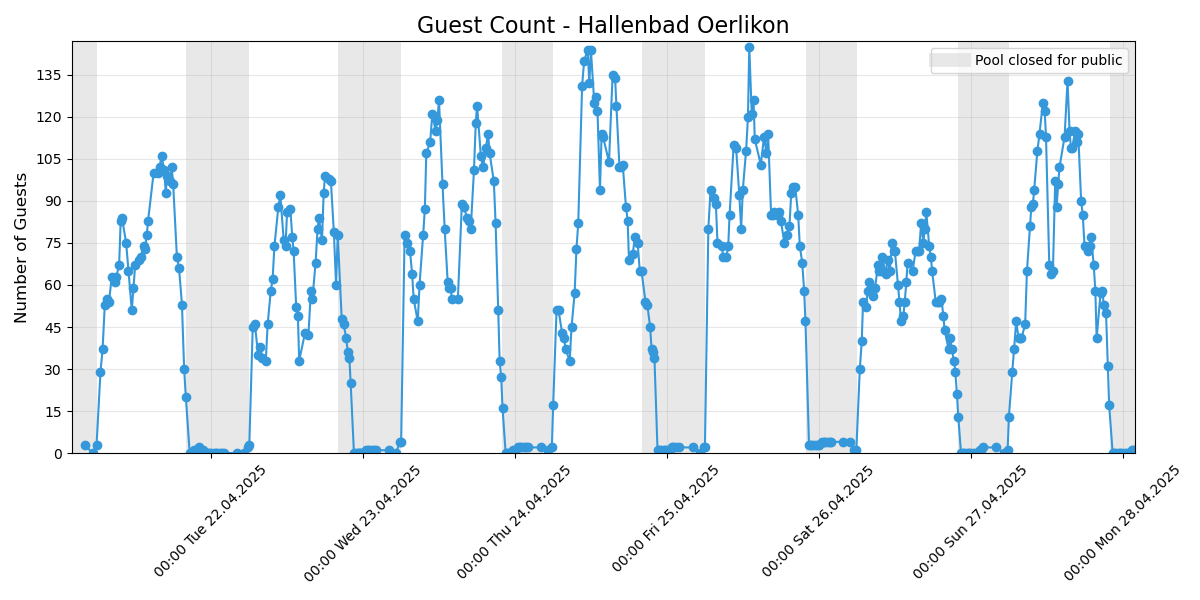 Guest Count - Hallenbad Oerlikon
Pool closed for public
Number of Guests
135
120
105
90
75
60
45
30
15
0
00:00 Tue 22.04.2025
00:00 Wed 23.04.2025
00:00 Thu 24.04.2025
00:00 Fri 25.04.2025
00:00 Sat 26.04.2025
00:00 Sun 27.04.2025
00:00 Mon 28.04.2025